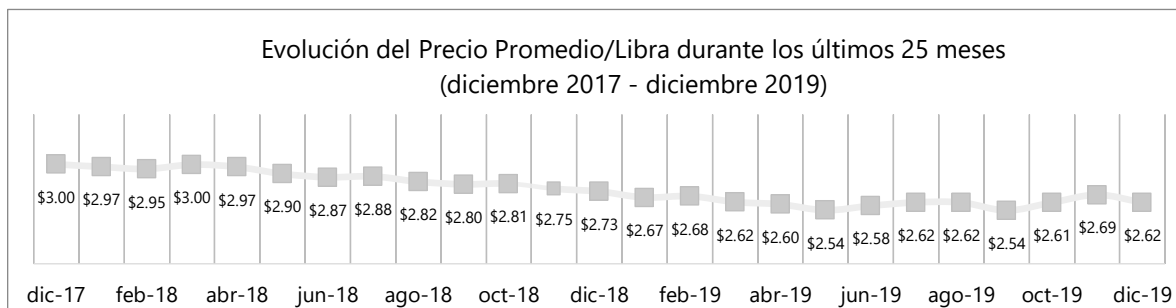 Evolución del Precio Promedio/Libra durante los últimos 25 meses
(diciembre 2017 - diciembre 2019)
$3.00 $2.97 $2.95 $3.00 $2.97 $2.90 $2.87 $2.88 $2.82 $2.80 $2.81 $2.75 $2.73 $2.67 $2.68 $2.62 $2.60 $2.54 $2.58 $2.62 $2.62 $2.54 $2.61 $2.69 $2.62
dic-17 feb-18 abr-18 jun-18 ago-18 oct-18 dic-18 feb-19 abr-19 jun-19 ago-19 oct-19 dic-19